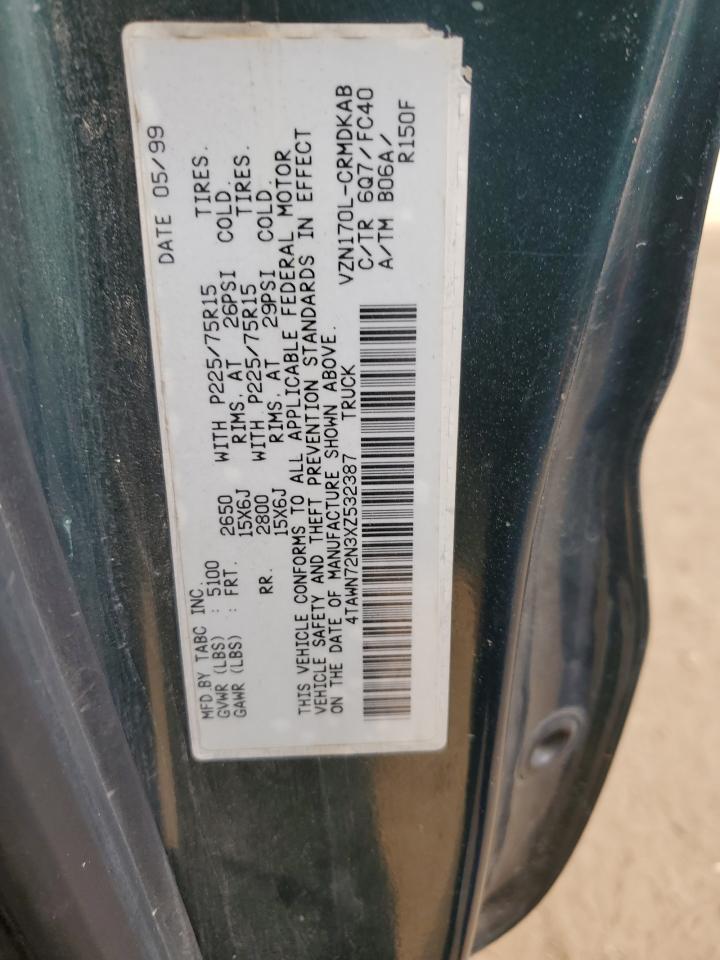 DATE 05/99
MFD BY TABC INC.
GVWR (LBS) : 5100 WITH P225/75R15 TIRES.
GAWR (LBS) : FRT. 2650 15X6J RIMS, AT 26PSI COLD.
RR. 2800 WITH P225/75R15 TIRES.
15X6J RIMS, AT 29PSI COLD.
THIS VEHICLE CONFORMS TO ALL APPLICABLE FEDERAL MOTOR
VEHICLE SAFETY AND THEFT PREVENTION STANDARDS IN EFFECT
ON THE DATE OF MANUFACTURE SHOWN ABOVE.
4TAWN72N3XZ532387 TRUCK
VZN170L-CRMDKAB
C/TR 6Q7/FC40
A/TM B06A/
R150F